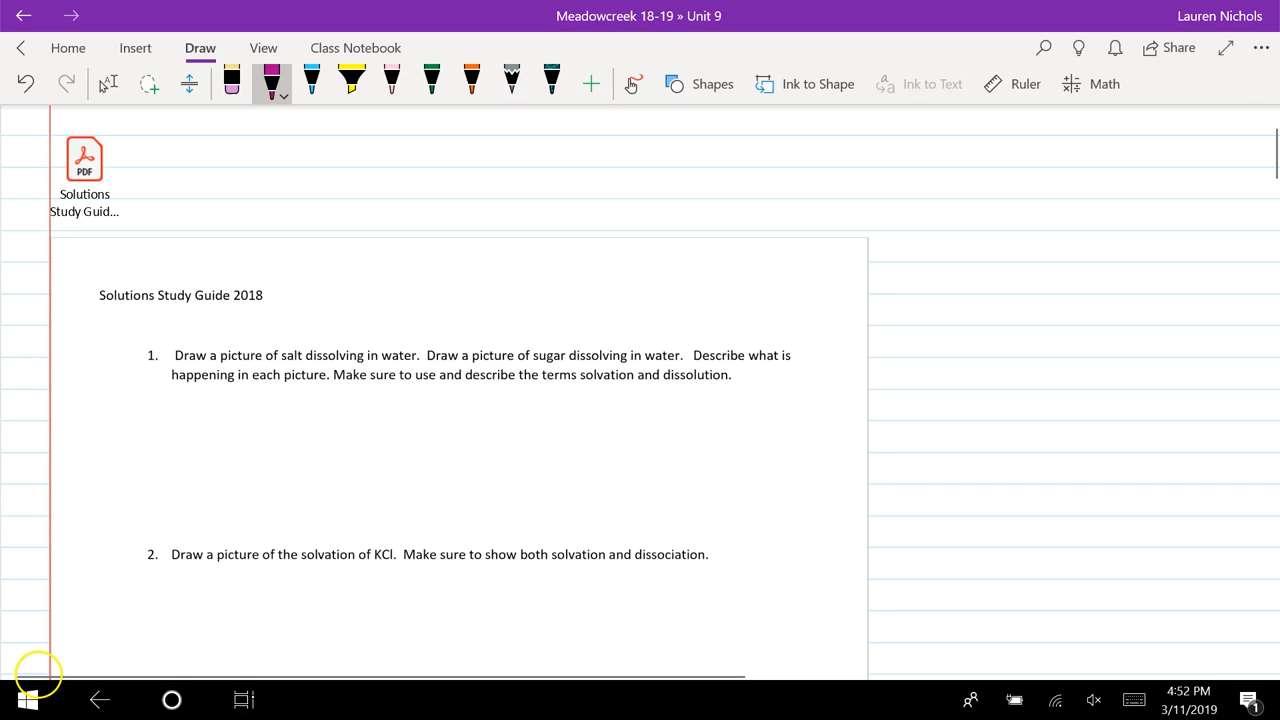 Meadowcreek 18-19 » Unit 9
Lauren Nichols
Home Insert Draw View Class Notebook
Share
Shapes Ink to Shape Ink to Text Ruler Math
PDF
Solutions
Study Guid...
Solutions Study Guide 2018
1. Draw a picture of salt dissolving in water. Draw a picture of sugar dissolving in water. Describe what is
happening in each picture. Make sure to use and describe the terms solvation and dissolution.
2. Draw a picture of the solvation of KCl. Make sure to show both solvation and dissociation.
4:52 PM
3/11/2019
1